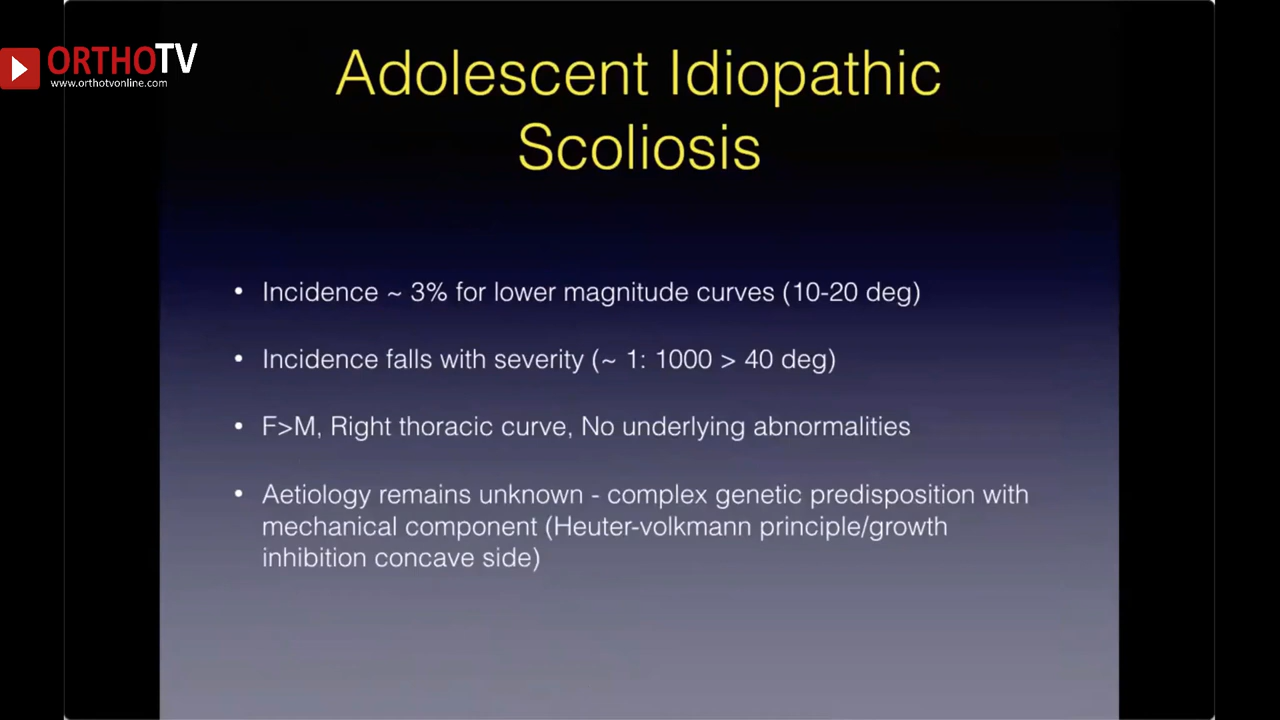 ORTHOTV
www.orthotvonline.com
Adolescent Idiopathic
Scoliosis
• Incidence ~ 3% for lower magnitude curves (10-20 deg)
• Incidence falls with severity (~ 1: 1000 > 40 deg)
• F>M, Right thoracic curve, No underlying abnormalities
• Aetiology remains unknown - complex genetic predisposition with
mechanical component (Heuter-volkmann principle/growth
inhibition concave side)